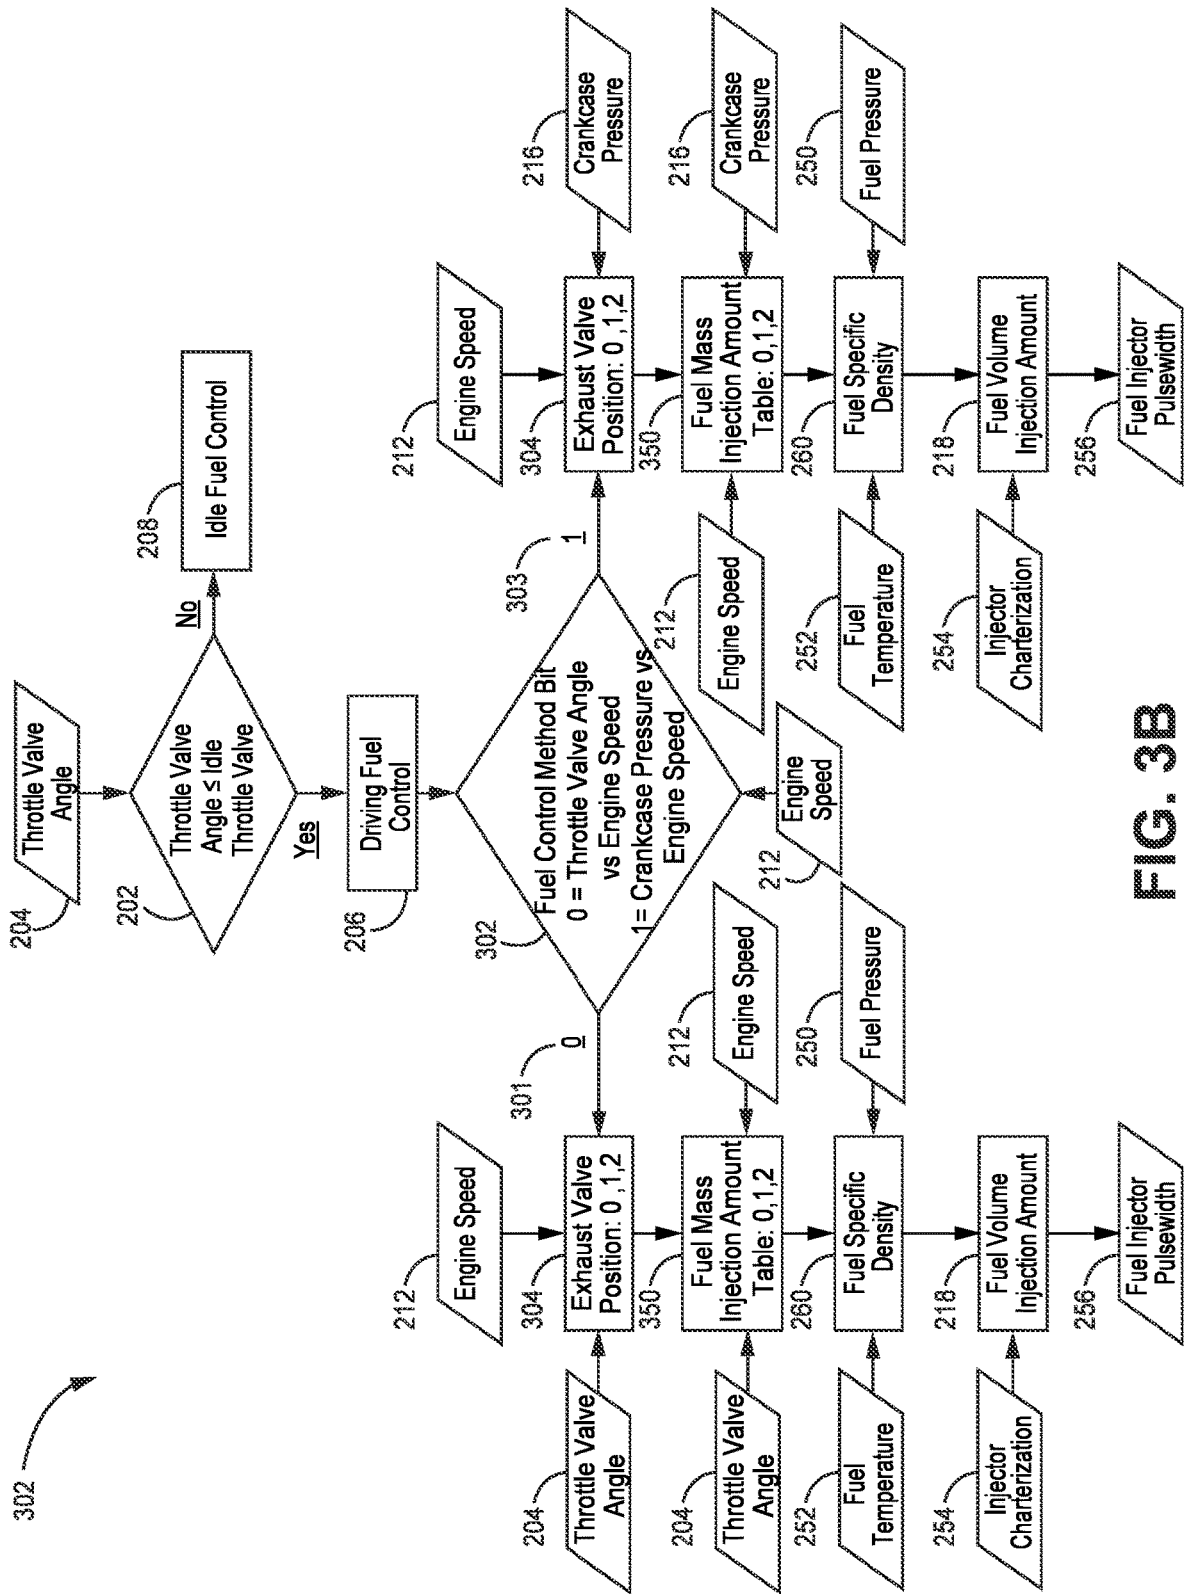 302
204
Throttle Valve
Angle
202
Throttle Valve
Angle ≤ Idle
Throttle Valve
No
208
Idle Fuel Control
Yes
206
Driving Fuel
Control
302
Fuel Control Method Bit
0 = Throttle Valve Angle
vs Engine Speed
1= Crankcase Pressure vs
Engine Speed
212
Engine
Speed
301
0
303
1
212
Engine Speed
204
Throttle Valve
Angle
304
Exhaust Valve
Position: 0,1,2
204
Throttle Valve
Angle
350
Fuel Mass
Injection Amount
Table: 0,1,2
212
Engine Speed
252
Fuel
Temperature
260
Fuel Specific
Density
250
Fuel Pressure
254
Injector
Charterization
218
Fuel Volume
Injection Amount
256
Fuel Injector
Pulsewidth
212
Engine Speed
304
Exhaust Valve
Position: 0 ,1,2
216
Crankcase
Pressure
212
Engine Speed
350
Fuel Mass
Injection Amount
Table: 0,1,2
216
Crankcase
Pressure
252
Fuel
Temperature
260
Fuel Specific
Density
250
Fuel Pressure
254
Injector
Charterization
218
Fuel Volume
Injection Amount
256
Fuel Injector
Pulsewidth
FIG. 3B